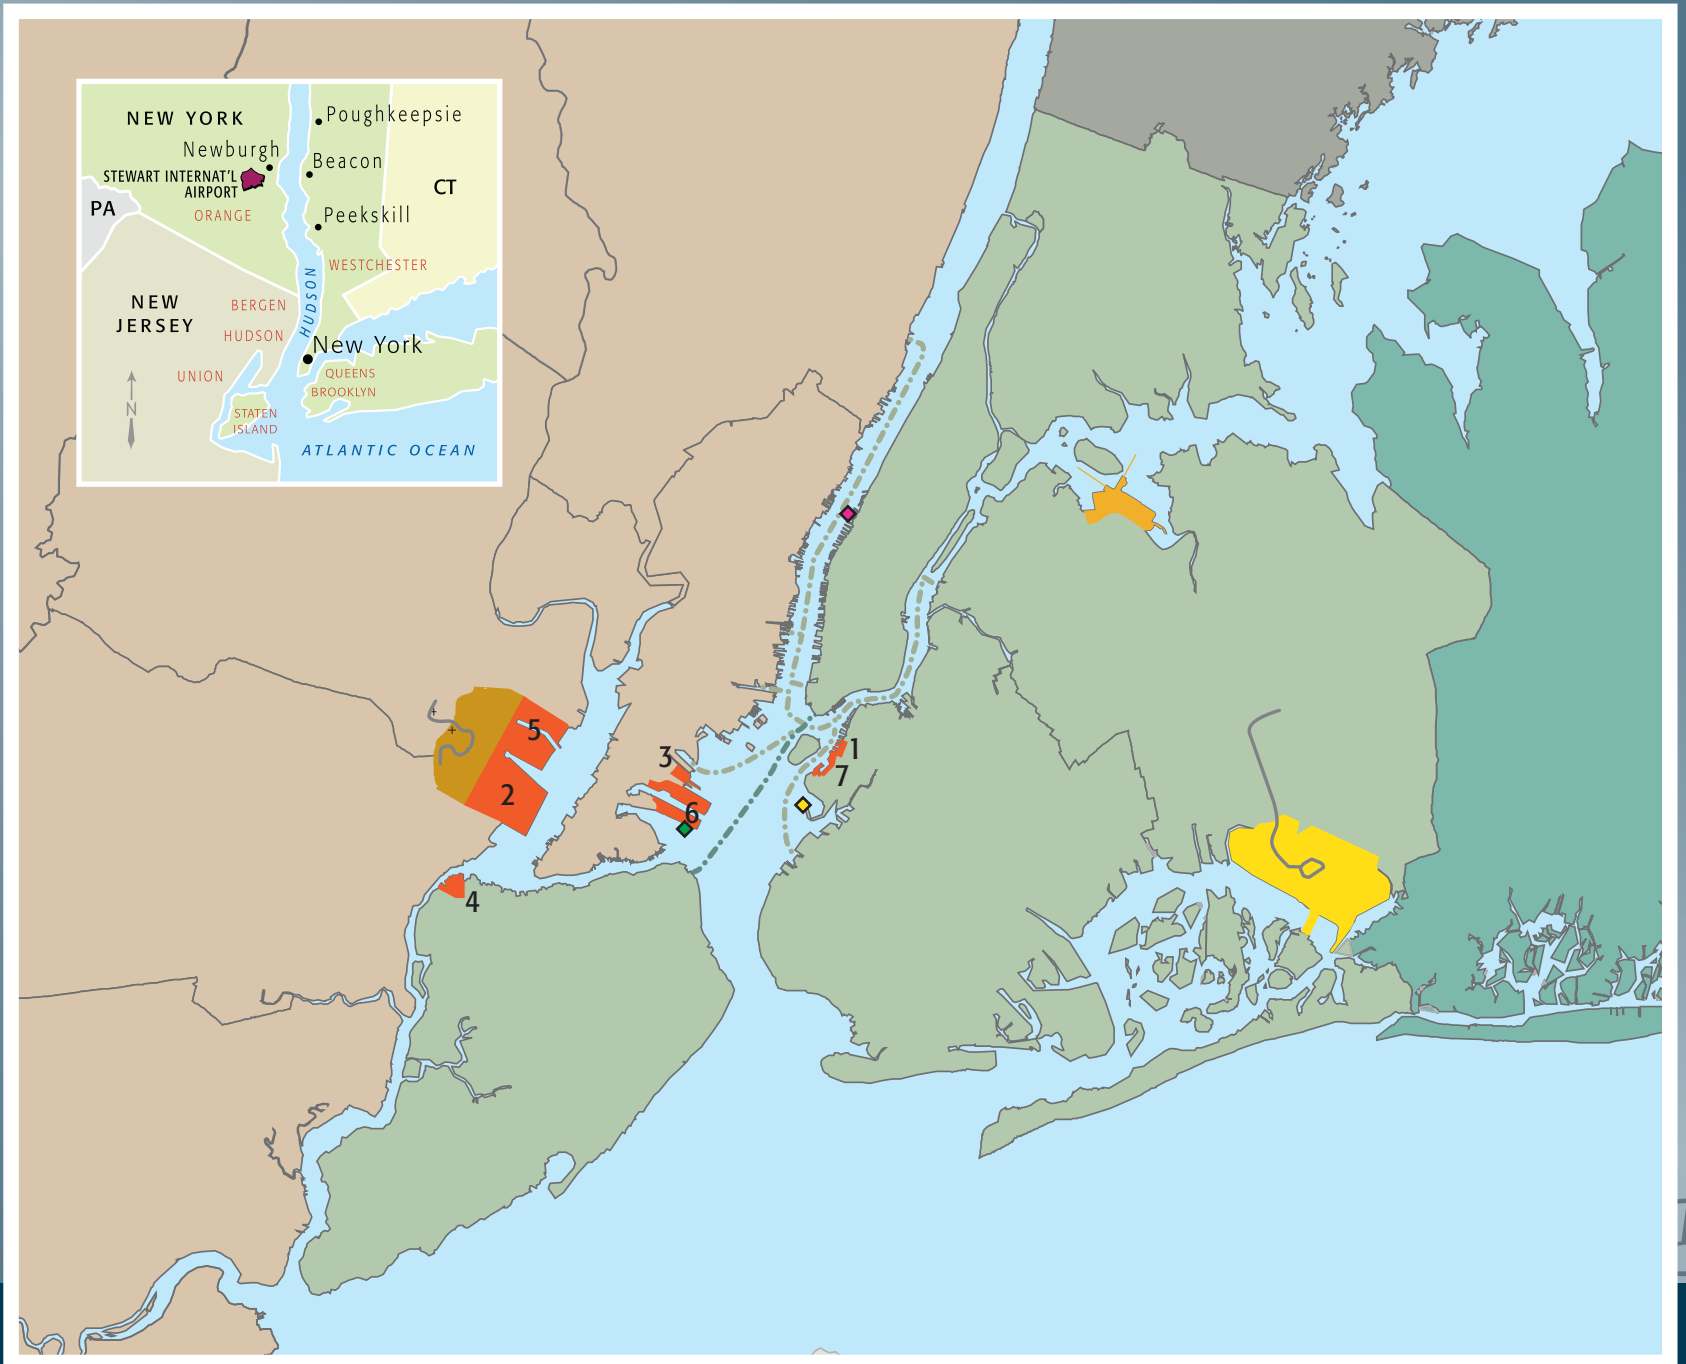 NEW YORK
Poughkeepsie
Newburgh
Beacon
STEWART INTERNAT'L
AIRPORT
CT
PA
ORANGE
Peekskill
WESTCHESTER
HUDSON
NEW
JERSEY
BERGEN
HUDSON
New York
UNION
QUEENS
BROOKLYN
N
STATEN
ISLAND
ATLANTIC OCEAN
5
2
3
1
7
6
4